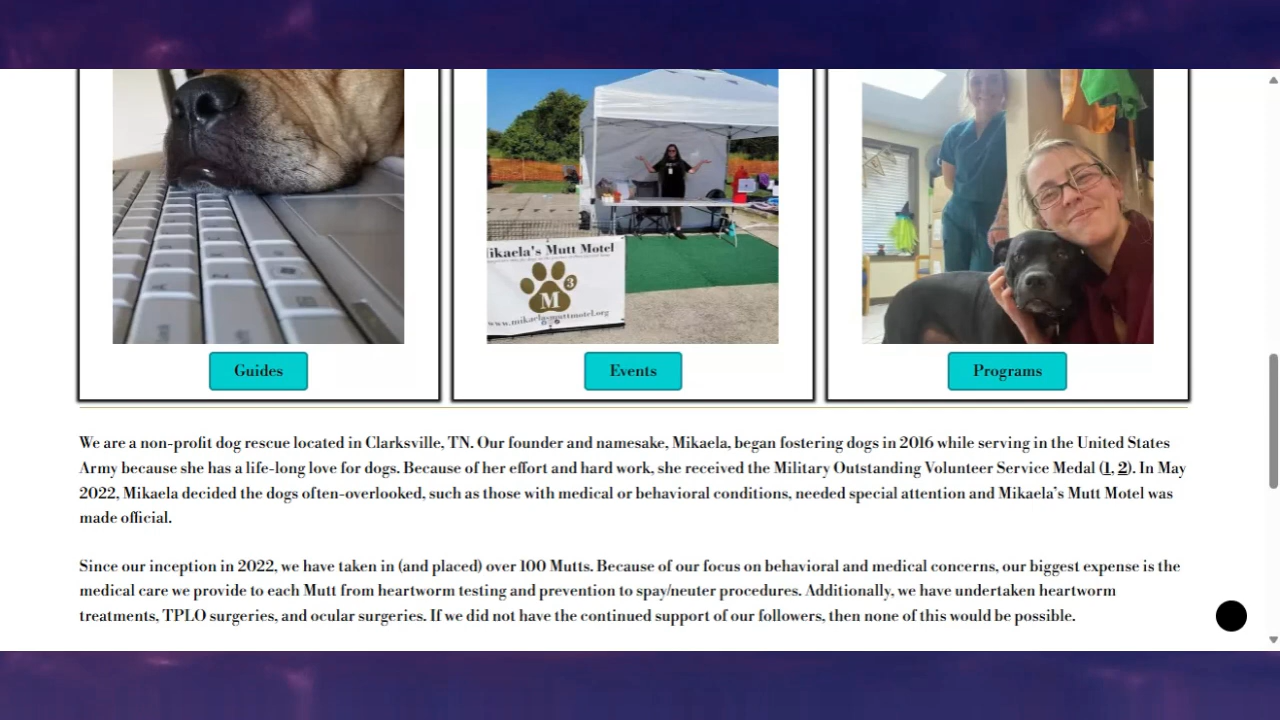 ikaela's Mutt Motel
M3
Guides
Events
Programs
We are a non-profit dog rescue located in Clarksville, TN. Our founder and namesake, Mikaela, began fostering dogs in 2016 while serving in the United States
Army because she has a life-long love for dogs. Because of her effort and hard work, she received the Military Outstanding Volunteer Service Medal (1, 2). In May
2022, Mikaela decided the dogs often-overlooked, such as those with medical or behavioral conditions, needed special attention and Mikaela's Mutt Motel was
made official.
Since our inception in 2022, we have taken in (and placed) over 100 Mutts. Because of our focus on behavioral and medical concerns, our biggest expense is the
medical care we provide to each Mutt from heartworm testing and prevention to spay/neuter procedures. Additionally, we have undertaken heartworm
treatments, TPLO surgeries, and ocular surgeries. If we did not have the continued support of our followers, then none of this would be possible.